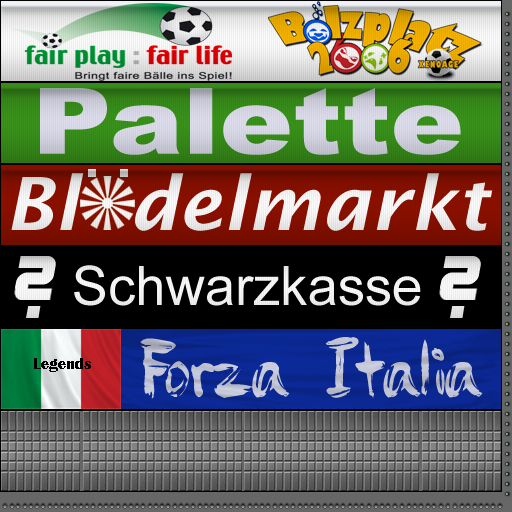 fair play : fair life
Bringt faire Bälle ins Spiel!
Bolzplatz
2006
XENOAGE
Palette
Blödelmarkt
? Schwarzkasse ?
Legends
Forza Italia